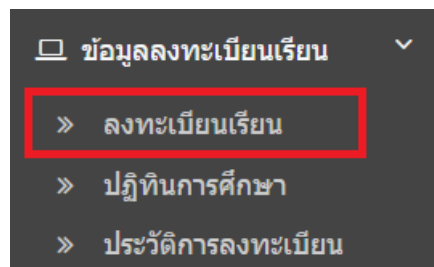 ข้อมูลลงทะเบียนเรียน
» ลงทะเบียนเรียน
» ปฏิทินการศึกษา
» ประวัติการลงทะเบียน